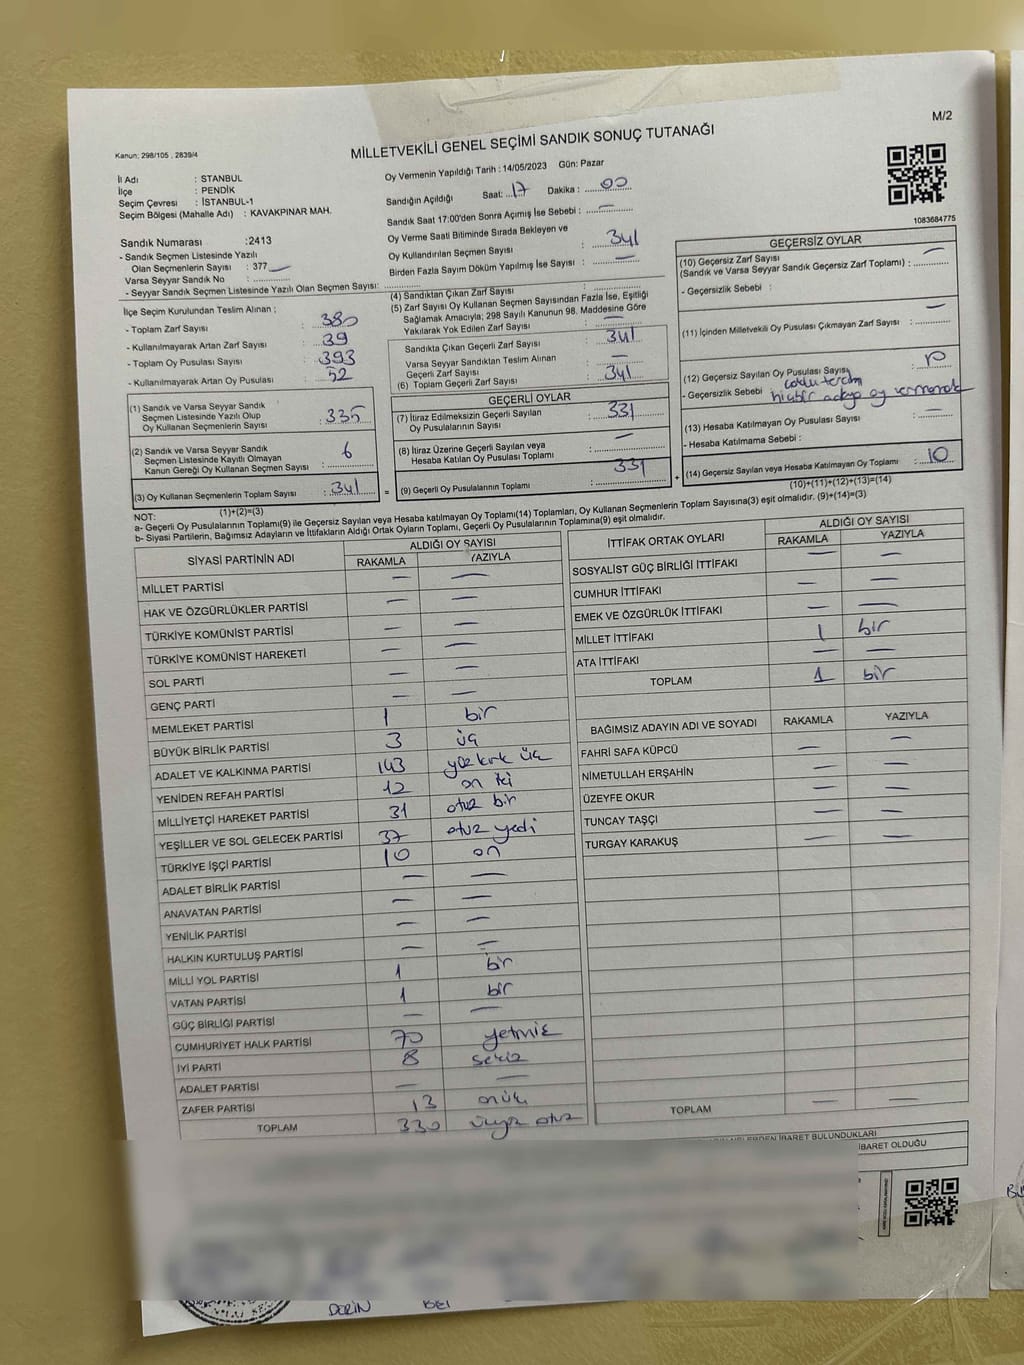 M/2
Kanun: 298/105 , 2839/4
MİLLETVEKİLİ GENEL SEÇİMİ SANDIK SONUÇ TUTANAĞI
İl Adı : STANBUL
İlçe : PENDİK
Seçim Çevresi : İSTANBUL-1
Seçim Bölgesi (Mahalle Adı) : KAVAKPINAR MAH.
Sandık Numarası :2413
- Sandık Seçmen Listesinde Yazılı
Olan Seçmenlerin Sayısı : 377
Varsa Seyyar Sandık No :
- Seyyar Sandık Seçmen Listesinde Yazılı Olan Seçmen Sayısı:
İlçe Seçim Kurulundan Teslim Alınan ;
- Toplam Zarf Sayısı : 380
- Kullanılmayarak Artan Zarf Sayısı : 39
- Toplam Oy Pusulası Sayısı : 393
- Kullanılmayarak Artan Oy Pusulası : 52
(1) Sandık ve Varsa Seyyar Sandık
Seçmen Listesinde Yazılı Olup
Oy Kullanan Seçmenlerin Sayısı : 335
(2) Sandık ve Varsa Seyyar Sandık
Seçmen Listesinde Kayıtlı Olmayan
Kanun Gereği Oy Kullanan Seçmen Sayısı : 6
(3) Oy Kullanan Seçmenlerin Toplam Sayısı : 341 =
(1)+(2)=(3)
Oy Vermenin Yapıldığı Tarih : 14/05/2023 Gün: Pazar
Sandığın Açıldığı Saat: 17 Dakika : 00
Sandık Saat 17:00'den Sonra Açımış İse Sebebi : —
Oy Verme Saati Bitiminde Sırada Bekleyen ve
Oy Kullandırılan Seçmen Sayısı : 341
Birden Fazla Sayım Döküm Yapılmış İse Sayısı : —
(4) Sandıktan Çıkan Zarf Sayısı :
(5) Zarf Sayısı Oy Kullanan Seçmen Sayısından Fazla İse, Eşitliği
Sağlamak Amacıyla; 298 Sayılı Kanunun 98. Maddesine Göre
Yakılarak Yok Edilen Zarf Sayısı : —
Sandıkta Çıkan Geçerli Zarf Sayısı : 341
Varsa Seyyar Sandıktan Teslim Alınan
Geçerli Zarf Sayısı : —
(6) Toplam Geçerli Zarf Sayısı : 341
GEÇERLİ OYLAR
(7) İtiraz Edilmeksizin Geçerli Sayılan
Oy Pusulalarının Sayısı : 331
(8) İtiraz Üzerine Geçerli Sayılan veya
Hesaba Katılan Oy Pusulası Toplamı : —
(9) Geçerli Oy Pusulalarının Toplamı : 331 +
1083684775
GEÇERSİZ OYLAR
(10) Geçersiz Zarf Sayısı
(Sandık ve Varsa Seyyar Sandık Geçersiz Zarf Toplamı) : —
- Geçersizlik Sebebi :
(11) İçinden Milletvekili Oy Pusulası Çıkmayan Zarf Sayısı : —
(12) Geçersiz Sayılan Oy Pusulası Sayısı : 10
- Geçersizlik Sebebi : çoklu tercih
hiçbir adaya oy vermemek
(13) Hesaba Katılmayan Oy Pusulası Sayısı : —
- Hesaba Katılmama Sebebi :
(14) Geçersiz Sayılan veya Hesaba Katılmayan Oy Toplamı : 10
(10)+(11)+(12)+(13)=(14)
NOT:
a- Geçerli Oy Pusulalarının Toplamı(9) ile Geçersiz Sayılan veya Hesaba katılmayan Oy Toplamı(14) Toplamları, Oy Kullanan Seçmenlerin Toplam Sayısına(3) eşit olmalıdır. (9)+(14)=(3)
b- Siyasi Partilerin, Bağımsız Adayların ve İttifakların Aldığı Ortak Oyların Toplamı, Geçerli Oy Pusulalarının Toplamına(9) eşit olmalıdır.
SİYASİ PARTİNİN ADI ALDIĞI OY SAYISI
RAKAMLA YAZIYLA
MİLLET PARTİSİ — —
HAK VE ÖZGÜRLÜKLER PARTİSİ — —
TÜRKİYE KOMÜNİST PARTİSİ — —
TÜRKİYE KOMÜNİST HAREKETİ — —
SOL PARTİ — —
GENÇ PARTİ — —
MEMLEKET PARTİSİ 1 bir
BÜYÜK BİRLİK PARTİSİ 3 üç
ADALET VE KALKINMA PARTİSİ 143 yüz kırk üç
YENİDEN REFAH PARTİSİ 12 on iki
MİLLİYETÇİ HAREKET PARTİSİ 31 otuz bir
YEŞİLLER VE SOL GELECEK PARTİSİ 37 otuz yedi
TÜRKİYE İŞÇİ PARTİSİ 10 on
ADALET BİRLİK PARTİSİ — —
ANAVATAN PARTİSİ — —
YENİLİK PARTİSİ — —
HALKIN KURTULUŞ PARTİSİ — —
MİLLİ YOL PARTİSİ 1 bir
VATAN PARTİSİ 1 bir
GÜÇ BİRLİĞİ PARTİSİ — —
CUMHURİYET HALK PARTİSİ 70 yetmiş
İYİ PARTİ 8 sekiz
ADALET PARTİSİ — —
ZAFER PARTİSİ 13 onüç
TOPLAM 330 üçyüz otuz
İTTİFAK ORTAK OYLARI ALDIĞI OY SAYISI
RAKAMLA YAZIYLA
SOSYALİST GÜÇ BİRLİĞİ İTTİFAKI — —
CUMHUR İTTİFAKI — —
EMEK VE ÖZGÜRLÜK İTTİFAKI — —
MİLLET İTTİFAKI 1 bir
ATA İTTİFAKI — —
TOPLAM 1 bir
BAĞIMSIZ ADAYIN ADI VE SOYADI RAKAMLA YAZIYLA
FAHRİ SAFA KÜPCÜ — —
NİMETULLAH ERŞAHİN — —
ÜZEYFE OKUR — —
TUNCAY TAŞÇI — —
TURGAY KARAKUŞ — —
TOPLAM — —
İBARET BULUNDUKLARI
İBARET OLDUĞU